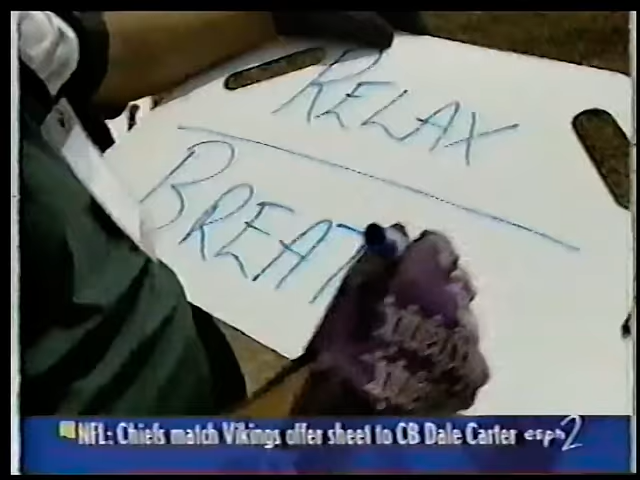 RELAX
BREAT
NFL: Chiefs match Vikings offer sheet to CB Dale Carter espn2